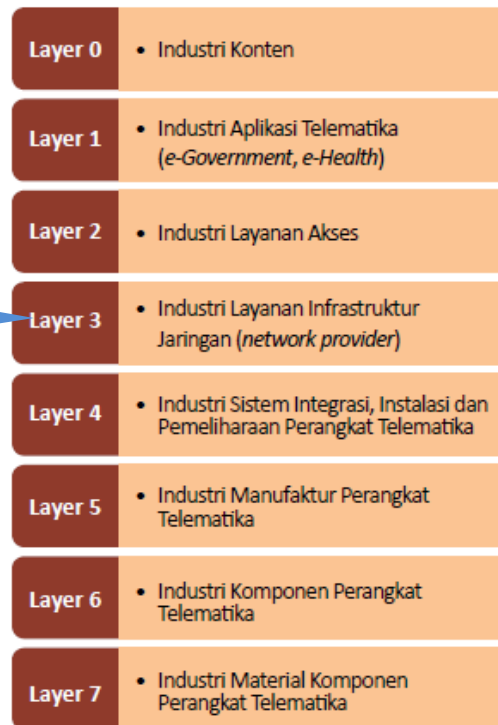 Layer 0
• Industri Konten
Layer 1
• Industri Aplikasi Telematika
(e-Government, e-Health)
Layer 2
• Industri Layanan Akses
Layer 3
• Industri Layanan Infrastruktur
Jaringan (network provider)
Layer 4
• Industri Sistem Integrasi, Instalasi dan
Pemeliharaan Perangkat Telematika
Layer 5
• Industri Manufaktur Perangkat
Telematika
Layer 6
• Industri Komponen Perangkat
Telematika
Layer 7
• Industri Material Komponen
Perangkat Telematika